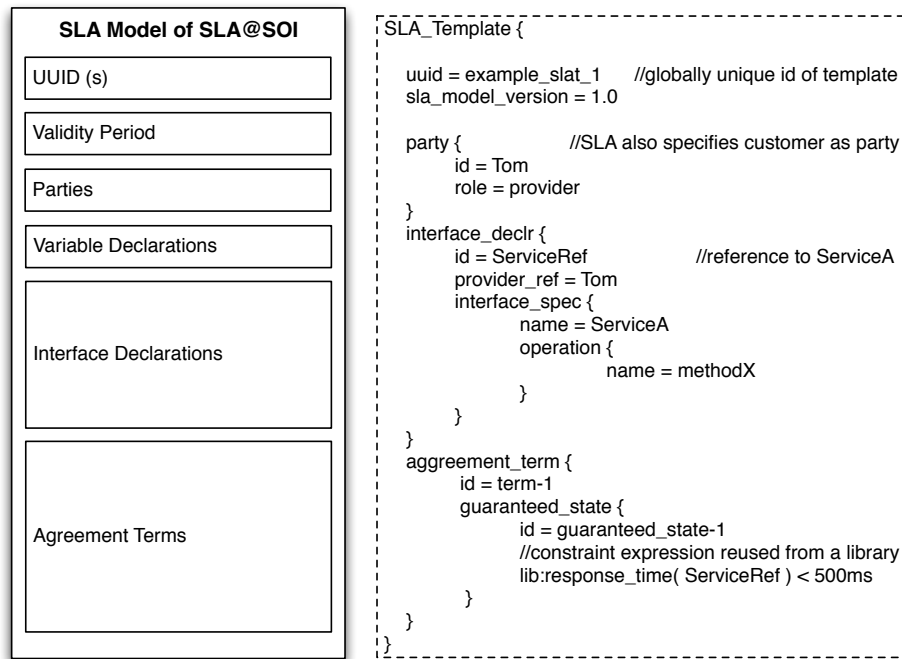 SLA Model of SLA@SOI
UUID (s)
Validity Period
Parties
Variable Declarations
Interface Declarations
Agreement Terms
SLA_Template {
uuid = example_slat_1 //globally unique id of template
sla_model_version = 1.0
party { //SLA also specifies customer as party
id = Tom
role = provider
}
interface_declr {
id = ServiceRef //reference to ServiceA
provider_ref = Tom
interface_spec {
name = ServiceA
operation {
name = methodX
}
}
}
aggreement_term {
id = term-1
guaranteed_state {
id = guaranteed_state-1
//constraint expression reused from a library
lib:response_time( ServiceRef ) < 500ms
}
}
}